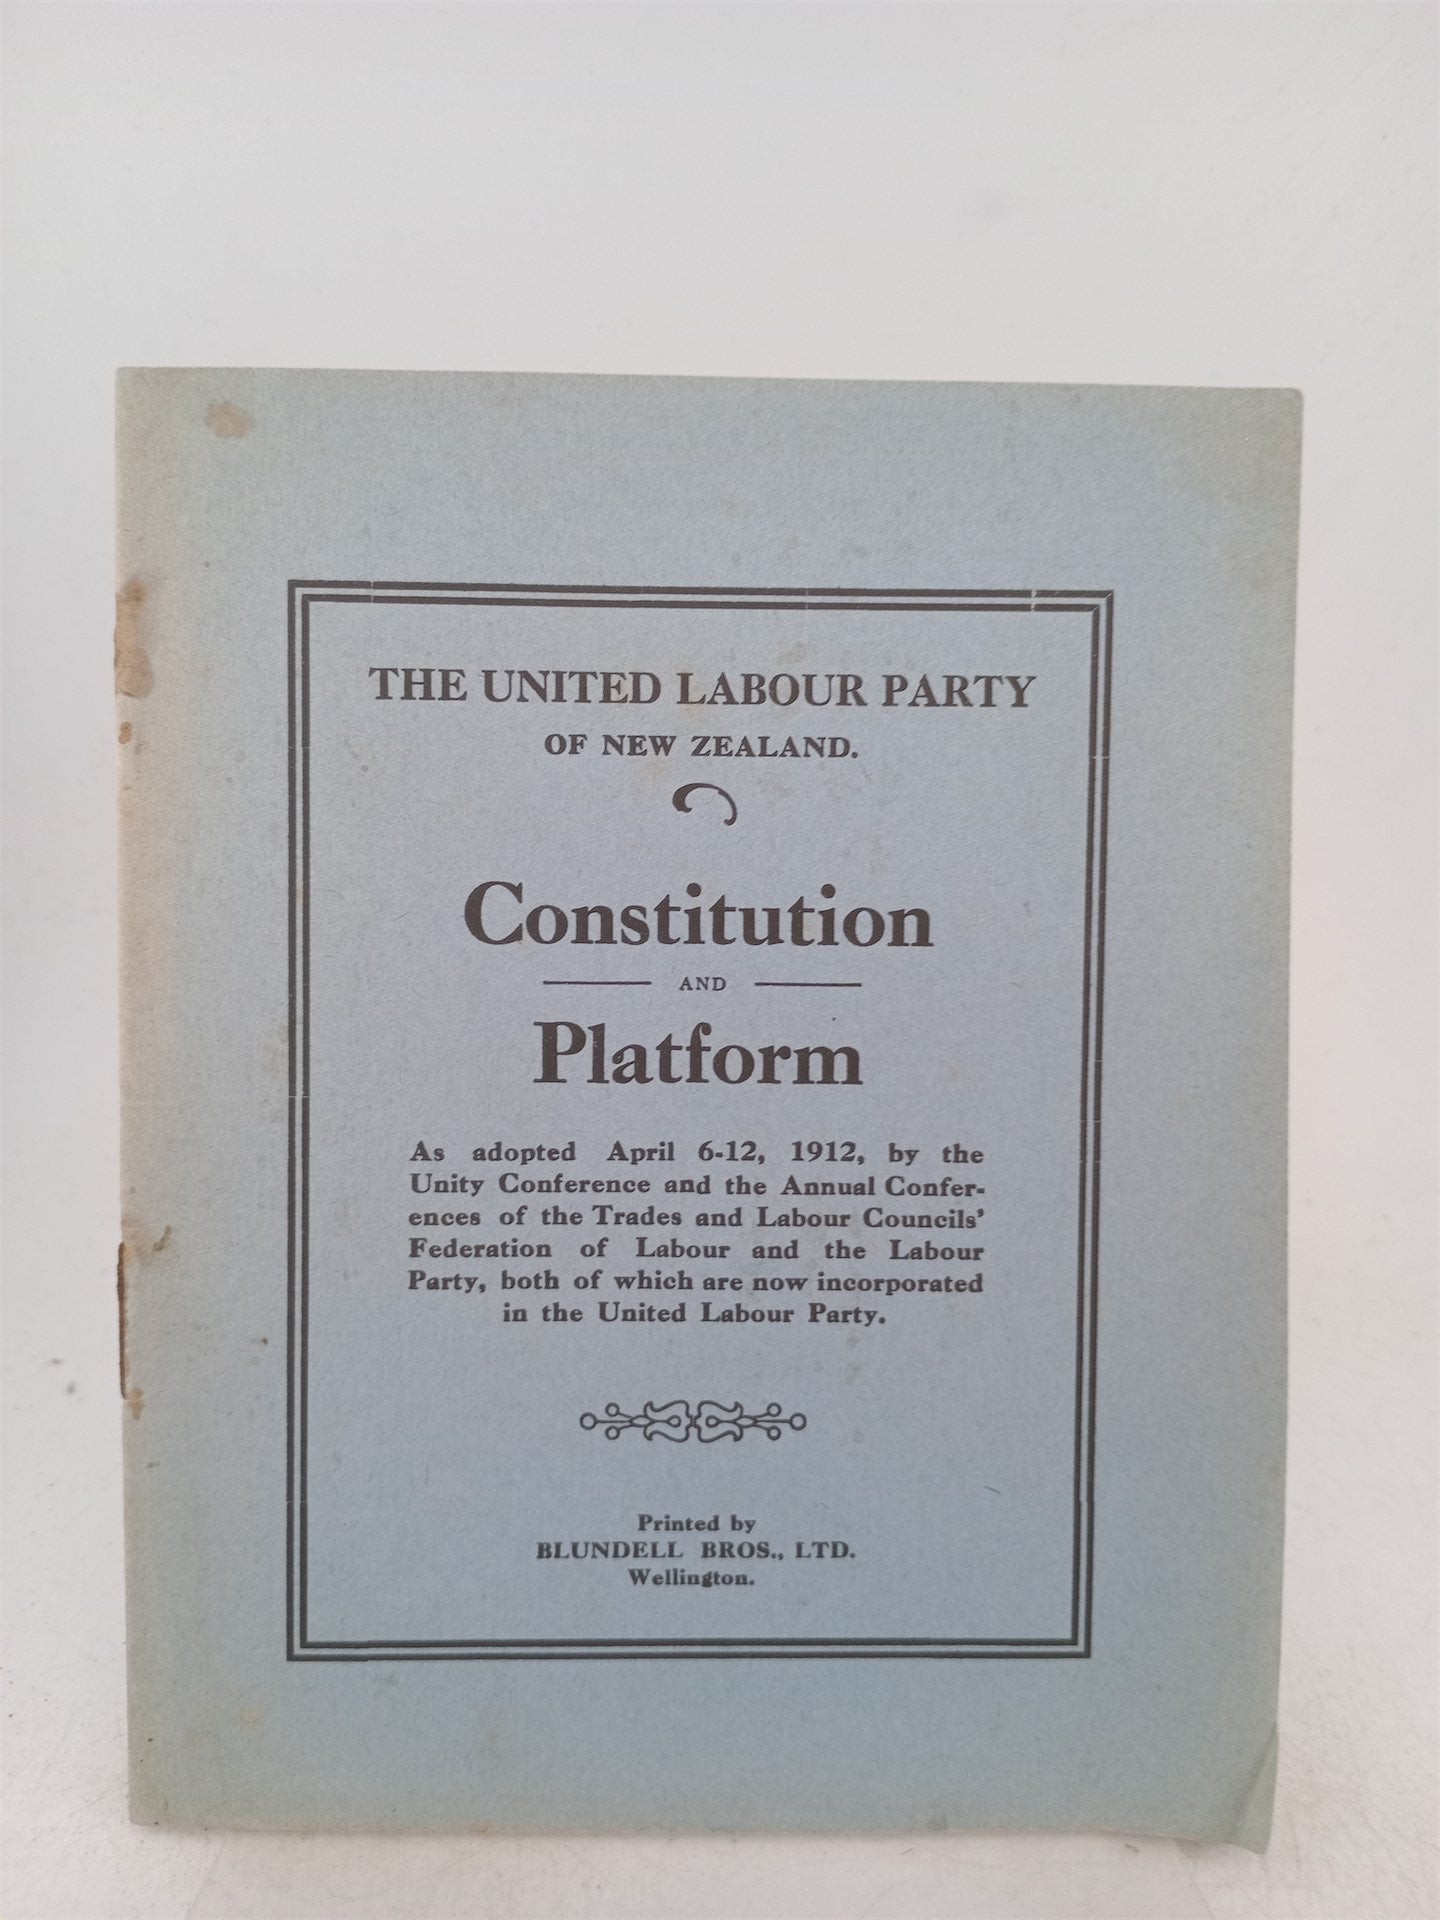 THE UNITED LABOUR PARTY
OF NEW ZEALAND.
Constitution
AND
Platform
As adopted April 6-12, 1912, by the
Unity Conference and the Annual Confer-
ences of the Trades and Labour Councils'
Federation of Labour and the Labour
Party, both of which are now incorporated
in the United Labour Party.
Printed by
BLUNDELL BROS., LTD.
Wellington.